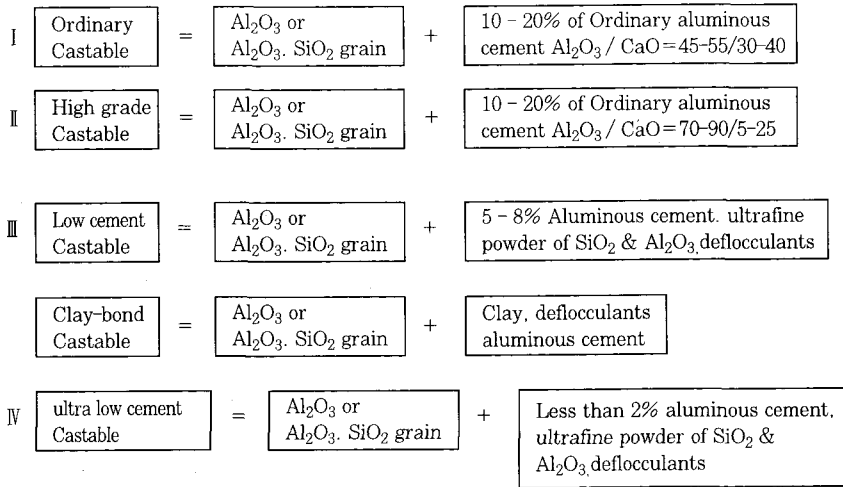 Ⅰ Ordinary Castable = Al₂O₃ or Al₂O₃. SiO₂ grain + 10 – 20% of Ordinary aluminous cement Al₂O₃ / CaO=45-55/30-40
Ⅱ High grade Castable = Al₂O₃ or Al₂O₃. SiO₂ grain + 10 – 20% of Ordinary aluminous cement Al₂O₃ / CaO=70-90/5-25
Ⅲ Low cement Castable = Al₂O₃ or Al₂O₃. SiO₂ grain + 5 – 8% Aluminous cement. ultrafine powder of SiO₂ & Al₂O₃, deflocculants
Clay-bond Castable = Al₂O₃ or Al₂O₃. SiO₂ grain + Clay, deflocculants aluminous cement
Ⅳ ultra low cement Castable = Al₂O₃ or Al₂O₃. SiO₂ grain + Less than 2% aluminous cement, ultrafine powder of SiO₂ & Al₂O₃, deflocculants